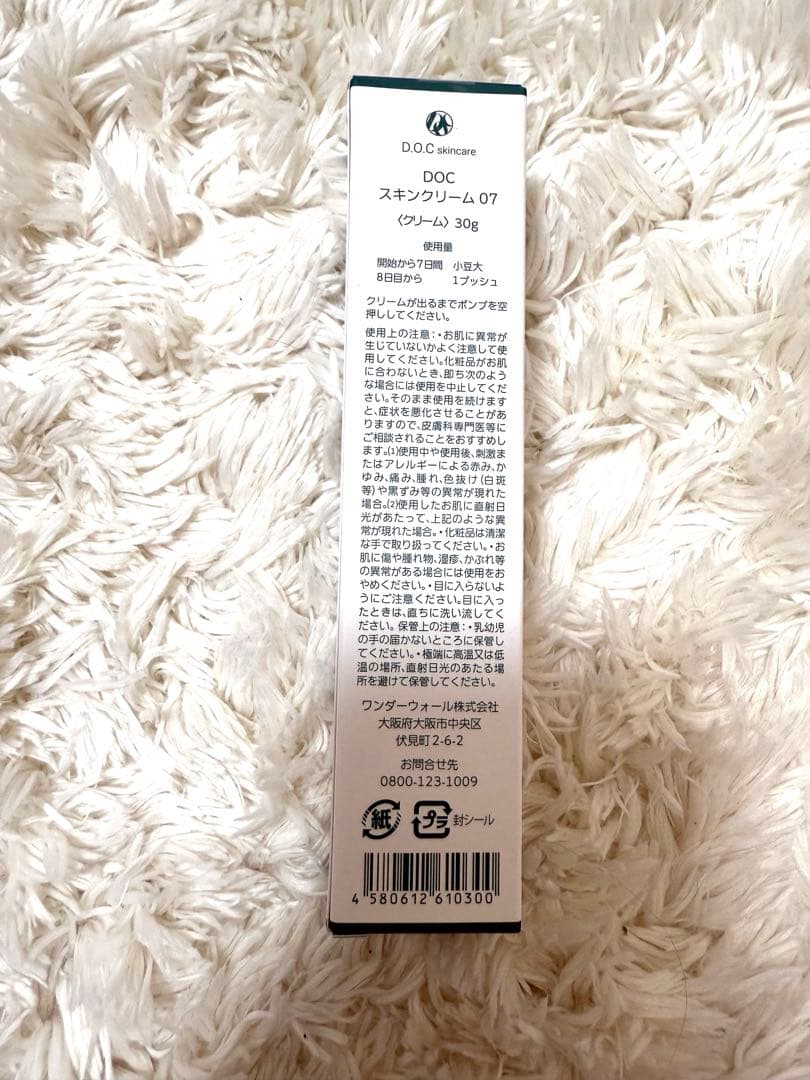 D.O.C skincare
DOC
スキンクリーム 07
〈クリーム〉30g
使用量
開始から7日間 小豆大
8日目から 1プッシュ
クリームが出るまでポンプを空
押ししてください。
使用上の注意：・お肌に異常が
生じていないかよく注意して使
用してください。化粧品がお肌
に合わないとき、即ち次のよう
な場合には使用を中止してくだ
さい。そのまま使用を続けます
と、症状を悪化させることがあ
りますので、皮膚科専門医等に
ご相談されることをおすすめし
ます。(1)使用中や使用後、刺激ま
たはアレルギーによる赤み、か
ゆみ、痛み、腫れ、色抜け(白斑
等)や黒ずみ等の異常が現れた
場合。(2)使用したお肌に直射日
光があたって、上記のような異
常が現れた場合。・化粧品は清潔
な手で取り扱ってください。・お
肌に傷や腫れ物、湿疹、かぶれ等
の異常がある場合には使用をお
やめください。・目に入らないよ
うにご注意ください。目に入っ
たときは、直ちに洗い流してく
ださい。保管上の注意：・乳幼児
の手の届かないところに保管し
てください。・極端に高温又は低
温の場所、直射日光のあたる場
所を避けて保管してください。
ワンダーウォール株式会社
大阪府大阪市中央区
伏見町 2-6-2
お問合せ先
0800-123-1009
紙 プラ 封シール
4 580612 610300